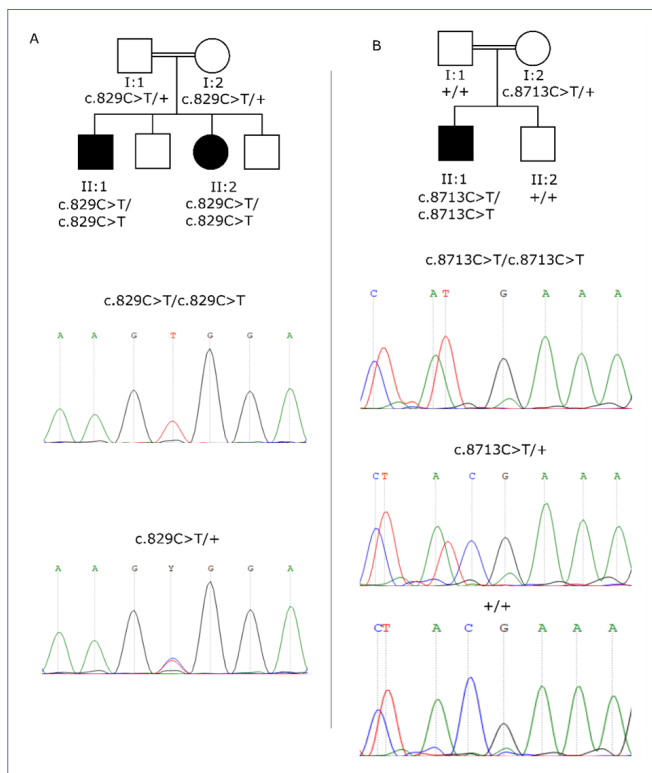 A
I:1
I:2
c.829C>T/+
c.829C>T/+
II:1
II:2
c.829C>T/
c.829C>T
c.829C>T/
c.829C>T
c.829C>T/c.829C>T
A A G T G G A
c.829C>T/+
A A G Y G G A
B
I:1
I:2
+/+
c.8713C>T/+
II:1
II:2
c.8713C>T/
c.8713C>T
+/+
c.8713C>T/c.8713C>T
C A T G A A A
c.8713C>T/+
C T A C G A A A
+/+
C T A C G A A A